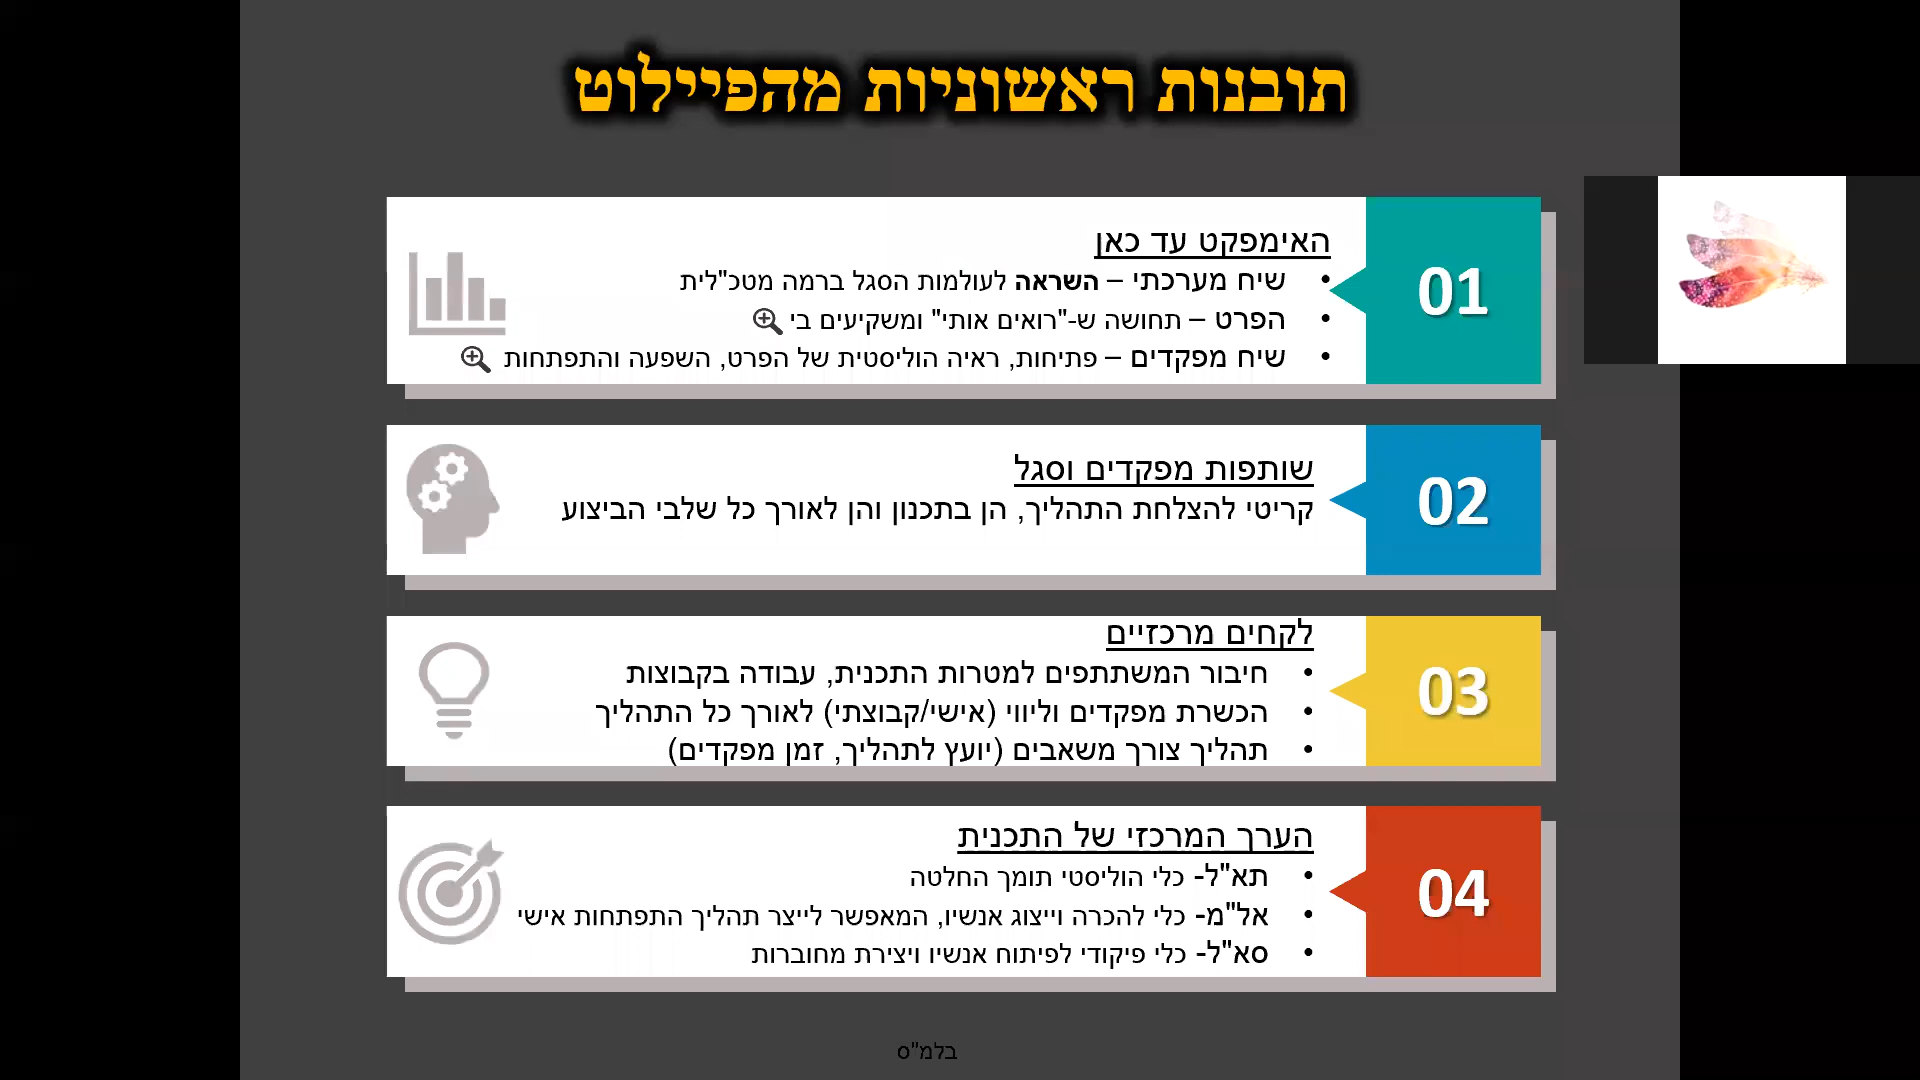 תובנות ראשוניות מהפיילוט
01
האימפקט עד כאן
• שיח מערכתי – השראה לעולמות הסגל ברמה מטכ"לית
• הפרט – תחושה ש-"רואים אותי" ומשקיעים בי
• שיח מפקדים – פתיחות, ראיה הוליסטית של הפרט, השפעה והתפתחות
02
שותפות מפקדים וסגל
קריטי להצלחת התהליך, הן בתכנון והן לאורך כל שלבי הביצוע
03
לקחים מרכזיים
• חיבור המשתתפים למטרות התכנית, עבודה בקבוצות
• הכשרת מפקדים וליווי (אישי/קבוצתי) לאורך כל התהליך
• תהליך צורך משאבים (יועץ לתהליך, זמן מפקדים)
04
הערך המרכזי של התכנית
• תא"ל- כלי הוליסטי תומך החלטה
• אל"מ- כלי להכרה וייצוג אנשיו, המאפשר לייצר תהליך התפתחות אישי
• סא"ל- כלי פיקודי לפיתוח אנשיו ויצירת מחוברות
בלמ"ס